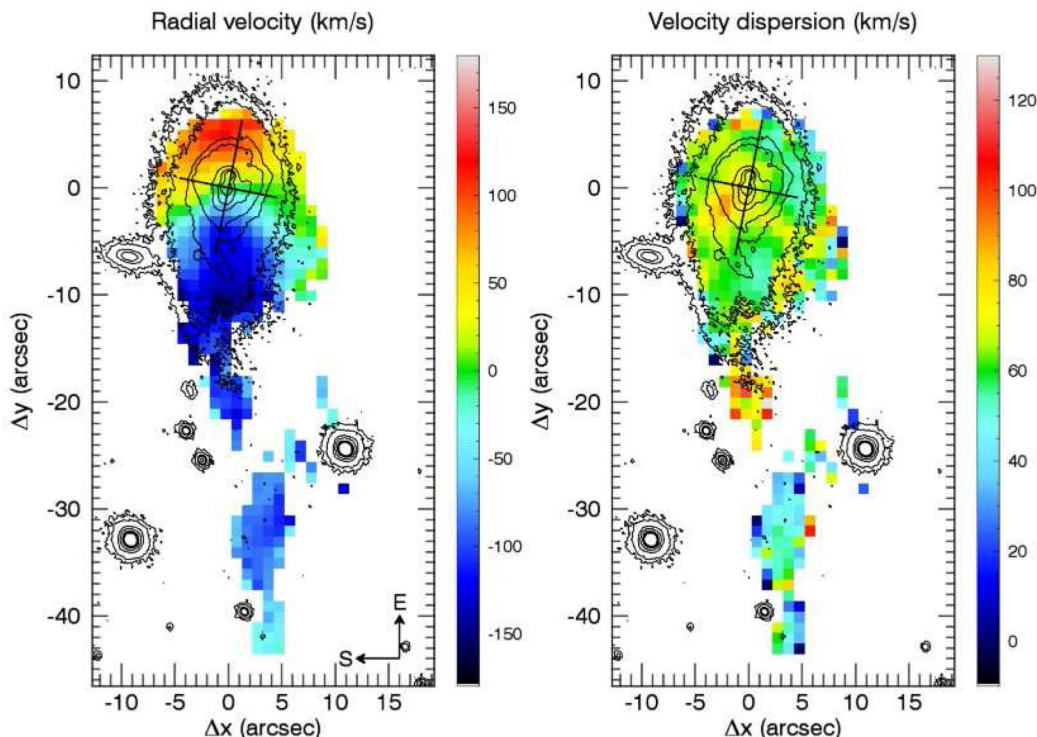 Radial velocity (km/s)
10
0
-10
-20
-30
-40
Δy (arcsec)
-10 -5 0 5 10 15
Δx (arcsec)
E
S
150
100
50
0
-50
-100
-150
Velocity dispersion (km/s)
10
0
-10
-20
-30
-40
Δy (arcsec)
-10 -5 0 5 10 15
Δx (arcsec)
120
100
80
60
40
20
0